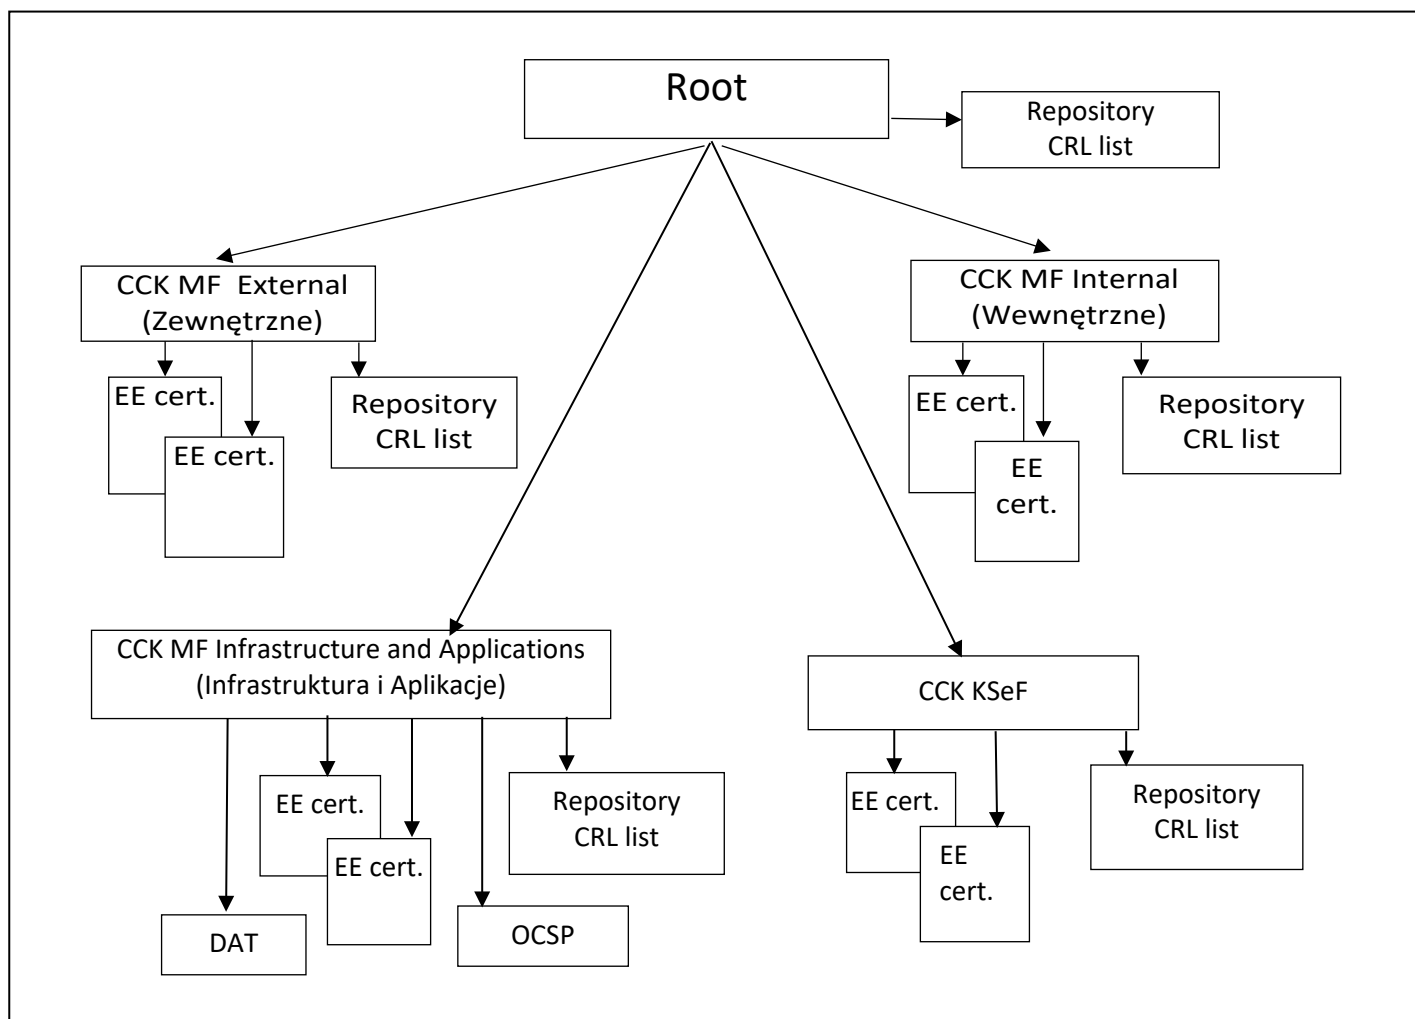 Root
Repository
CRL list
CCK MF  External
(Zewnętrzne)
EE cert.
EE cert.
Repository
CRL list
CCK MF Internal
(Wewnętrzne)
EE cert.
EE
cert.
Repository
CRL list
CCK MF Infrastructure and Applications
(Infrastruktura i Aplikacje)
DAT
EE cert.
EE cert.
OCSP
Repository
CRL list
CCK KSeF
EE cert.
EE
cert.
Repository
CRL list